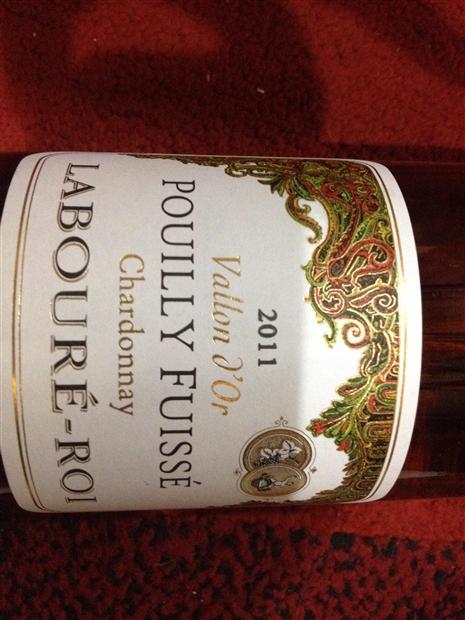 2011
Vallon d'Or
POUILLY FUISSÉ
Chardonnay
LABOURÉ-ROI